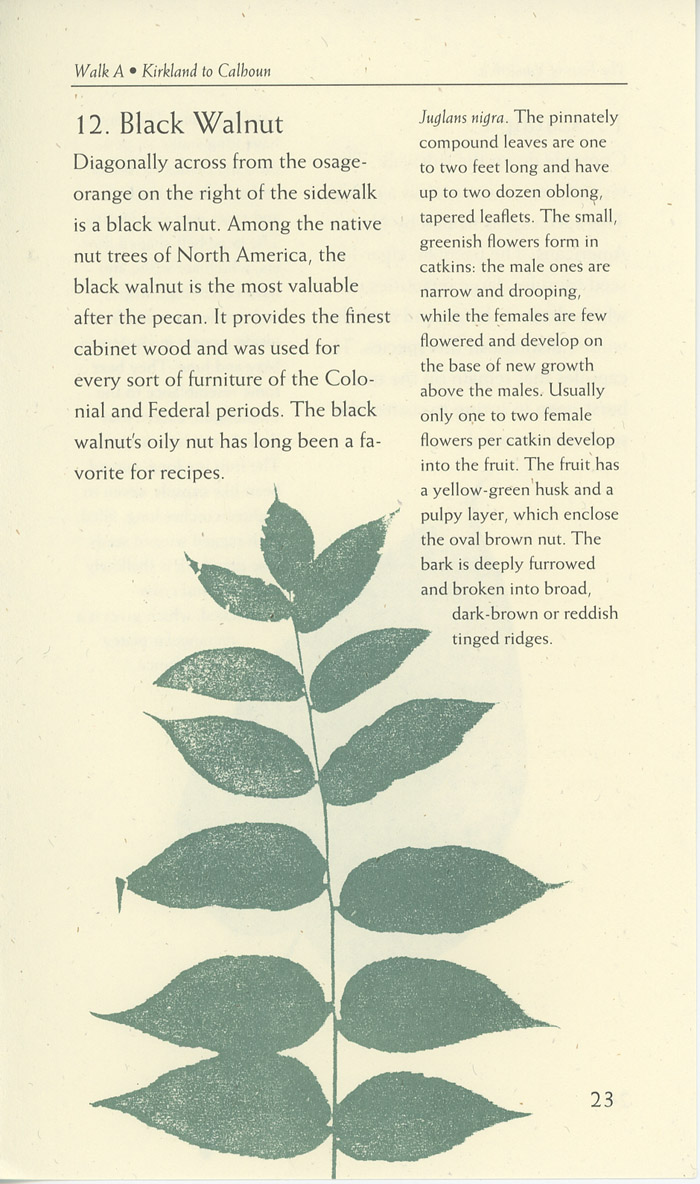 Walk A • Kirkland to Calhoun
12. Black Walnut
Diagonally across from the osage-
orange on the right of the sidewalk
is a black walnut. Among the native
nut trees of North America, the
black walnut is the most valuable
after the pecan. It provides the finest
cabinet wood and was used for
every sort of furniture of the Colo-
nial and Federal periods. The black
walnut's oily nut has long been a fa-
vorite for recipes.
Juglans nigra. The pinnately
compound leaves are one
to two feet long and have
up to two dozen oblong,
tapered leaflets. The small,
greenish flowers form in
catkins: the male ones are
narrow and drooping,
while the females are few
flowered and develop on
the base of new growth
above the males. Usually
only one to two female
flowers per catkin develop
into the fruit. The fruit has
a yellow-green husk and a
pulpy layer, which enclose
the oval brown nut. The
bark is deeply furrowed
and broken into broad,
dark-brown or reddish
tinged ridges.
23